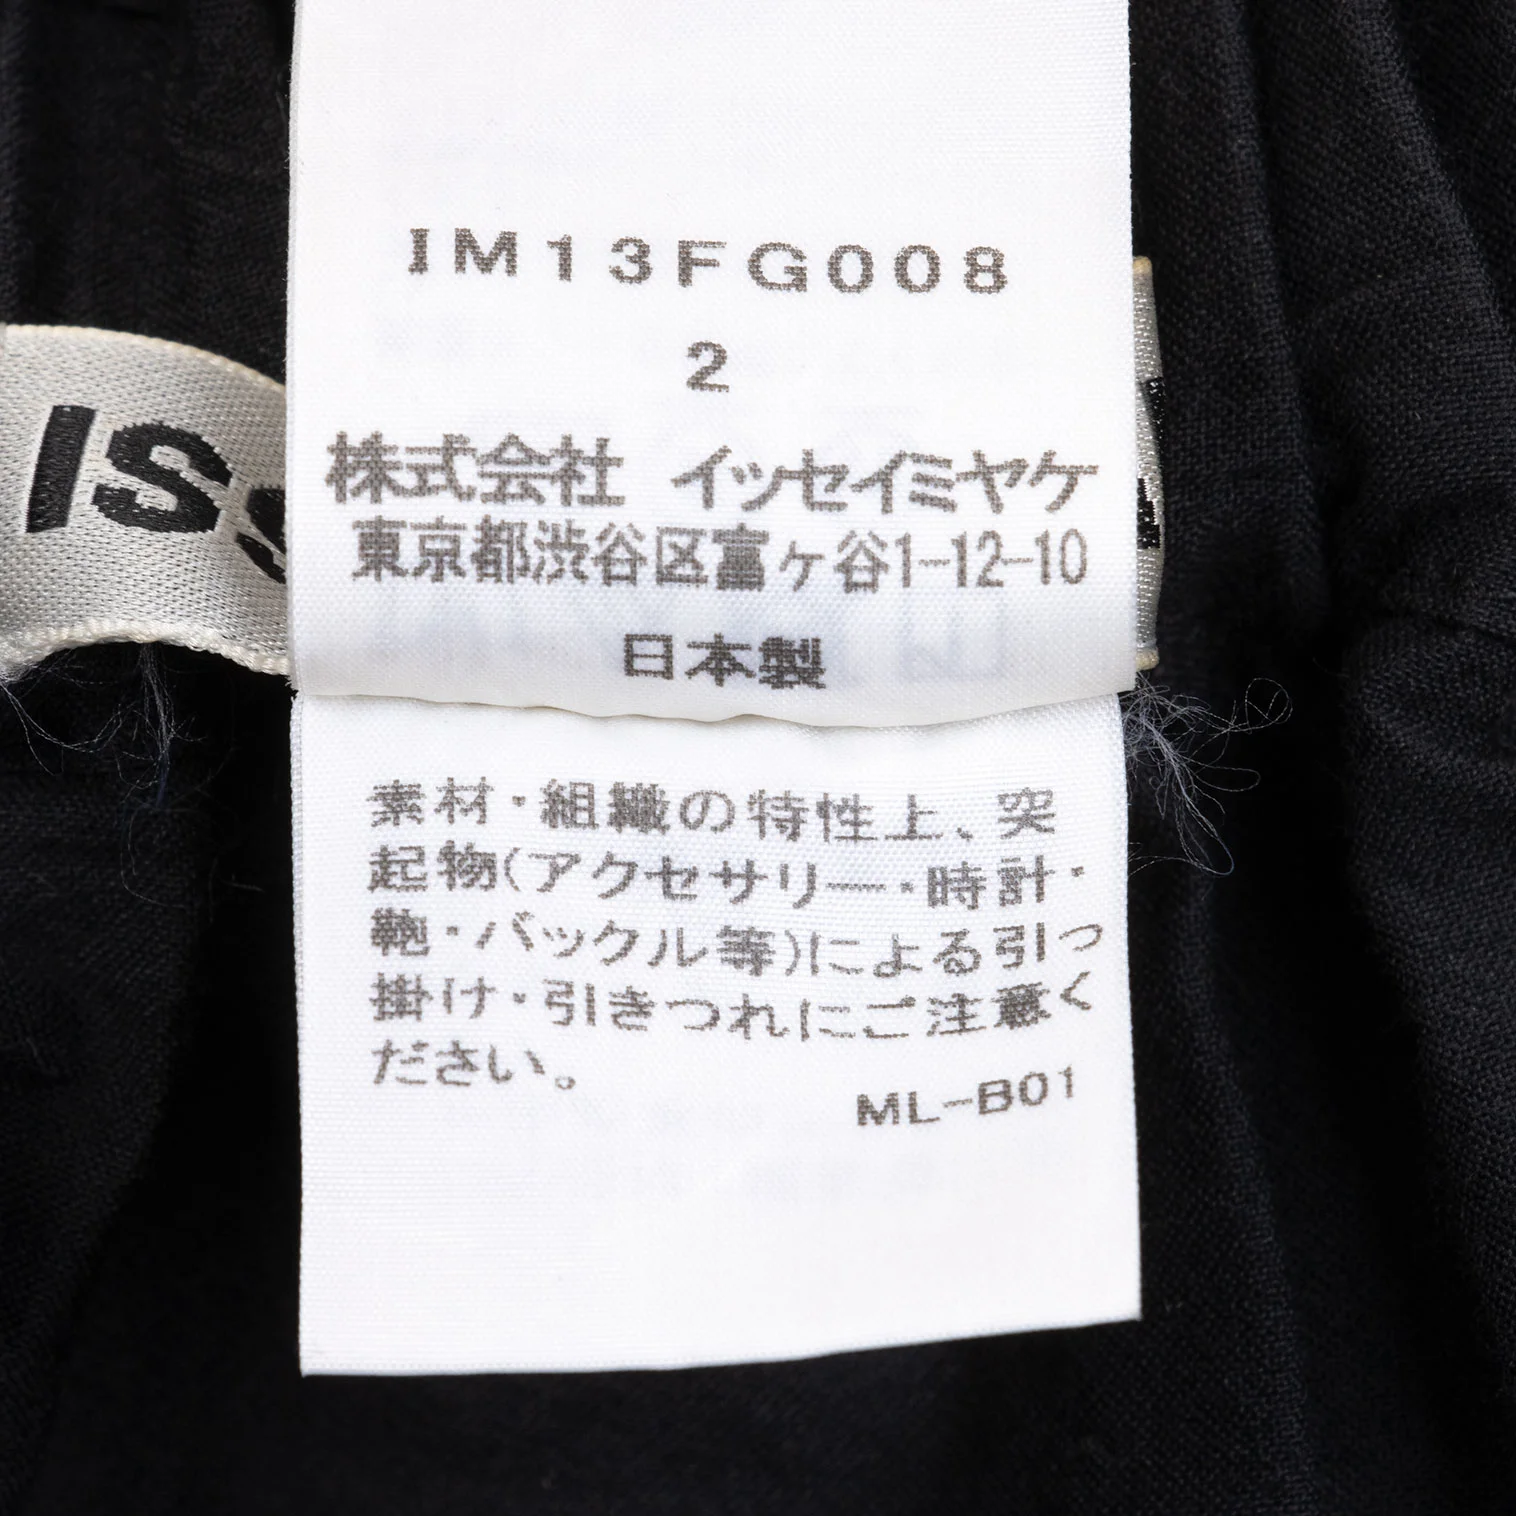 IM13FG008
2
株式会社 イッセイミヤケ
東京都渋谷区富ヶ谷1-12-10
日本製
素材・組織の特性上、突
起物(アクセサリー・時計・
鞄・バックル等)による引っ
掛け・引きつれにご注意く
ださい。
ML-B01